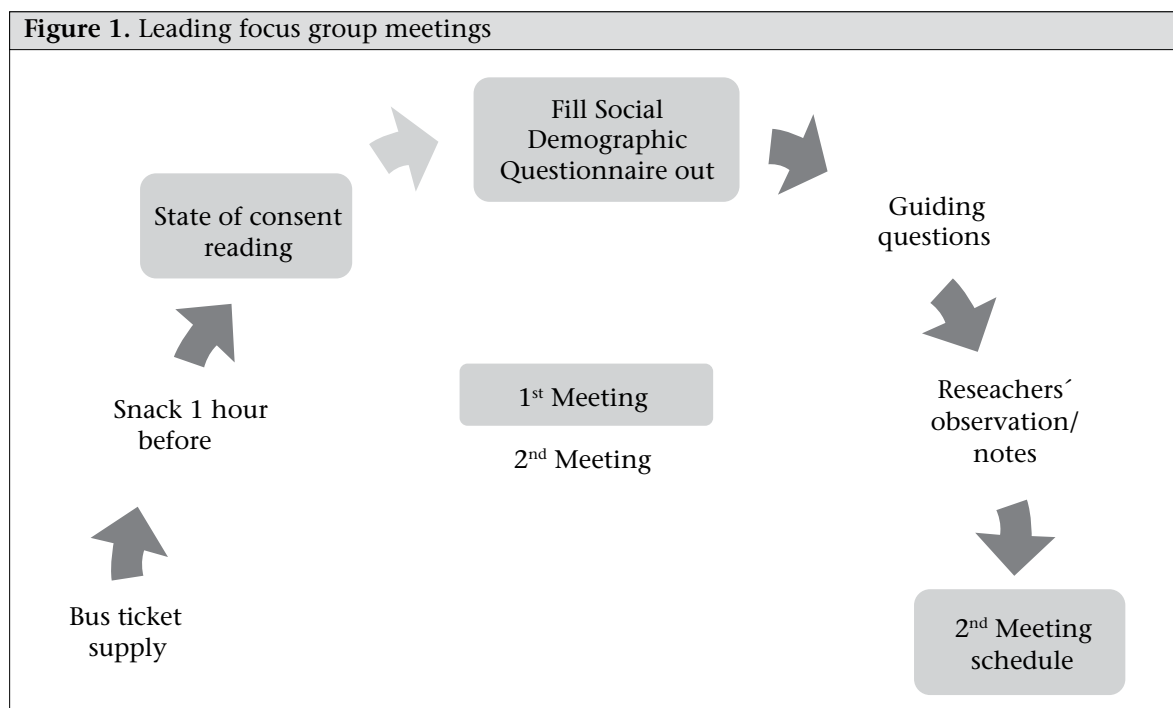 Figure 1. Leading focus group meetings
Fill Social
Demographic
Questionnaire out
State of consent
reading
Guiding
questions
Snack 1 hour
before
1st Meeting
2nd Meeting
Reseachers´
observation/
notes
Bus ticket
supply
2nd Meeting
schedule